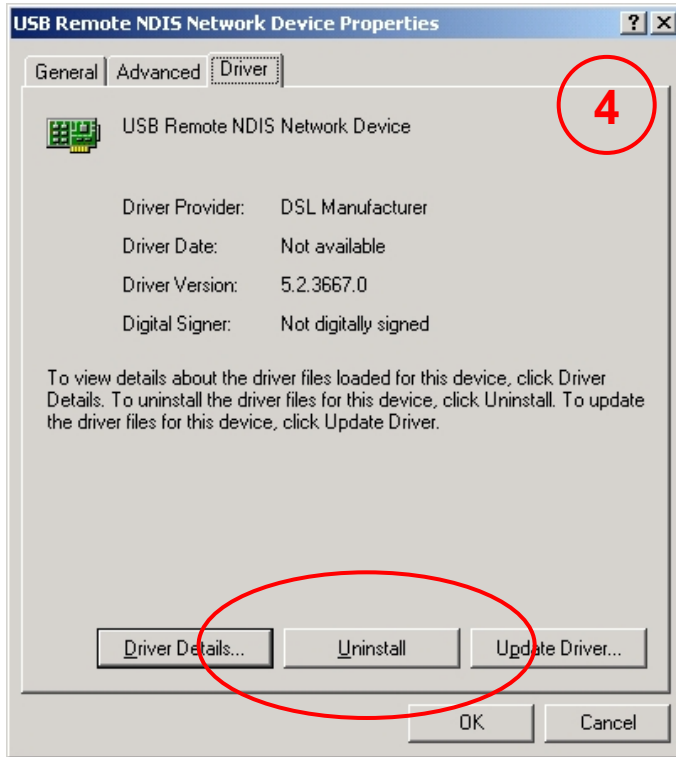 USB Remote NDIS Network Device Properties ? X
General Advanced Driver
4
USB Remote NDIS Network Device
Driver Provider: DSL Manufacturer
Driver Date: Not available
Driver Version: 5.2.3667.0
Digital Signer: Not digitally signed
To view details about the driver files loaded for this device, click Driver
Details. To uninstall the driver files for this device, click Uninstall. To update
the driver files for this device, click Update Driver.
Driver Details... Uninstall Update Driver...
OK Cancel